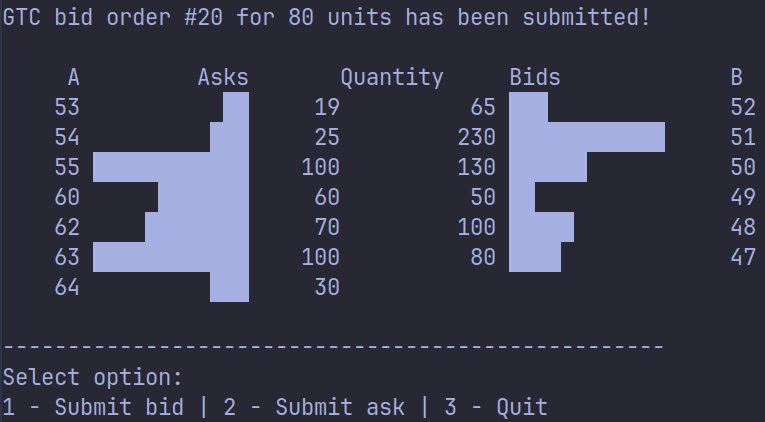 GTC bid order #20 for 80 units has been submitted!
A Asks Quantity Bids B
53 19 65 52
54 25 230 51
55 100 130 50
60 60 50 49
62 70 100 48
63 100 80 47
64 30
---------------------------------------------------
Select option:
1 - Submit bid | 2 - Submit ask | 3 - Quit